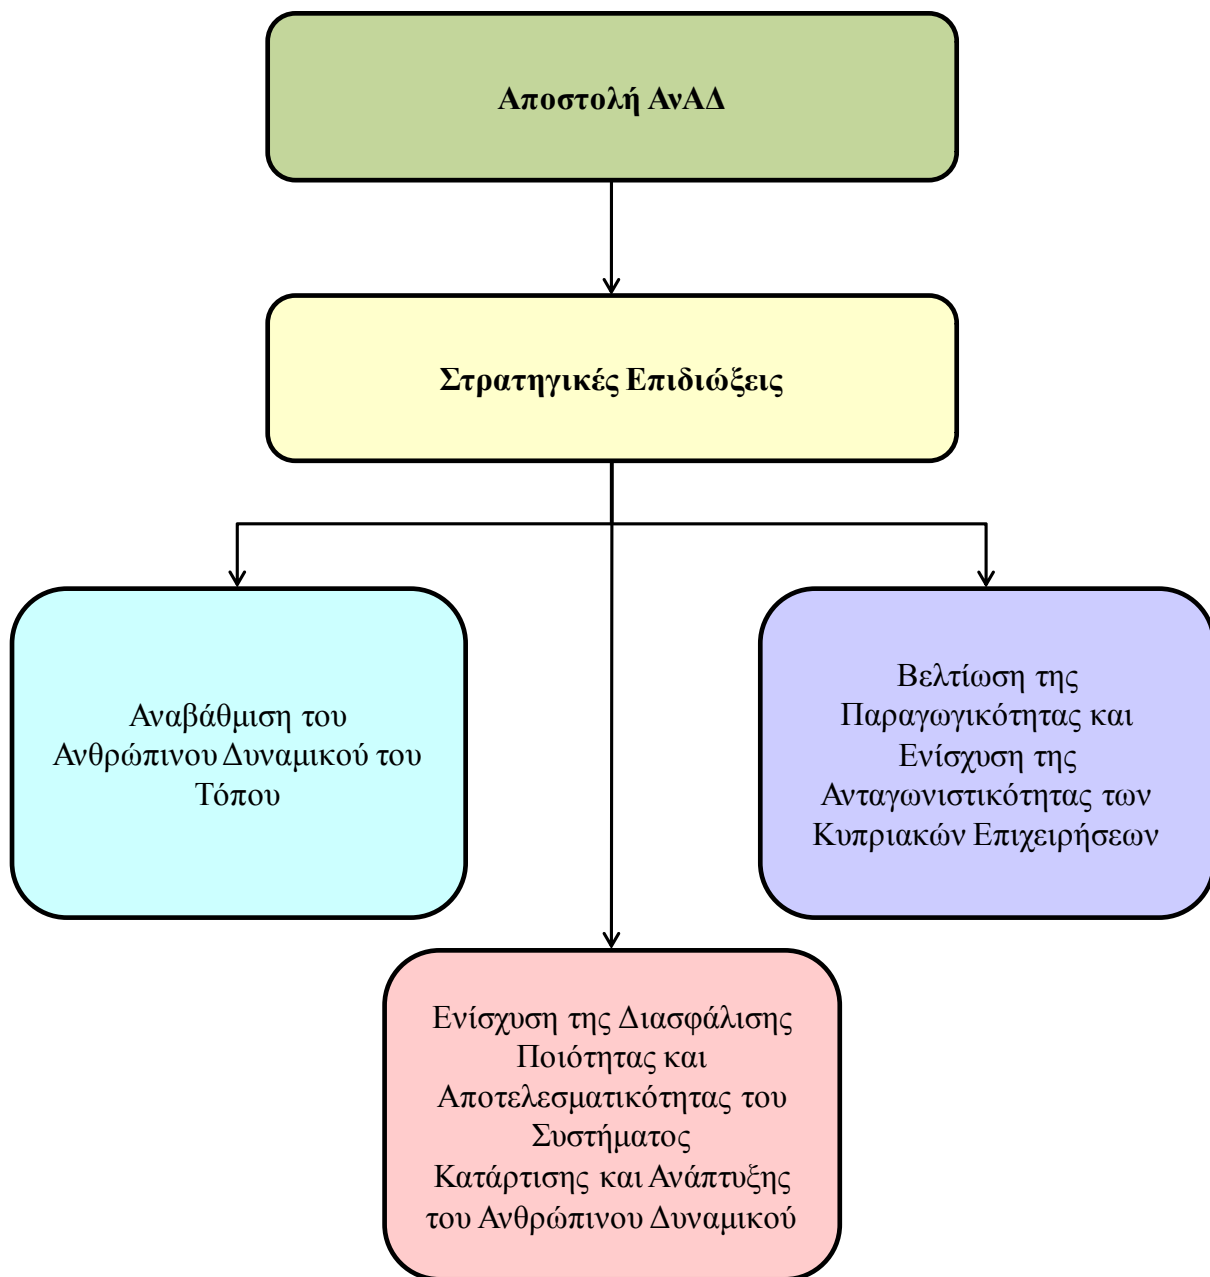 Αποστολή ΑνΑΔ
Στρατηγικές Επιδιώξεις
Αναβάθμιση του
Ανθρώπινου Δυναμικού του
Τόπου
Βελτίωση της
Παραγωγικότητας και
Ενίσχυση της
Ανταγωνιστικότητας των
Κυπριακών Επιχειρήσεων
Ενίσχυση της Διασφάλισης
Ποιότητας και
Αποτελεσματικότητας του
Συστήματος
Κατάρτισης και Ανάπτυξης
του Ανθρώπινου Δυναμικού